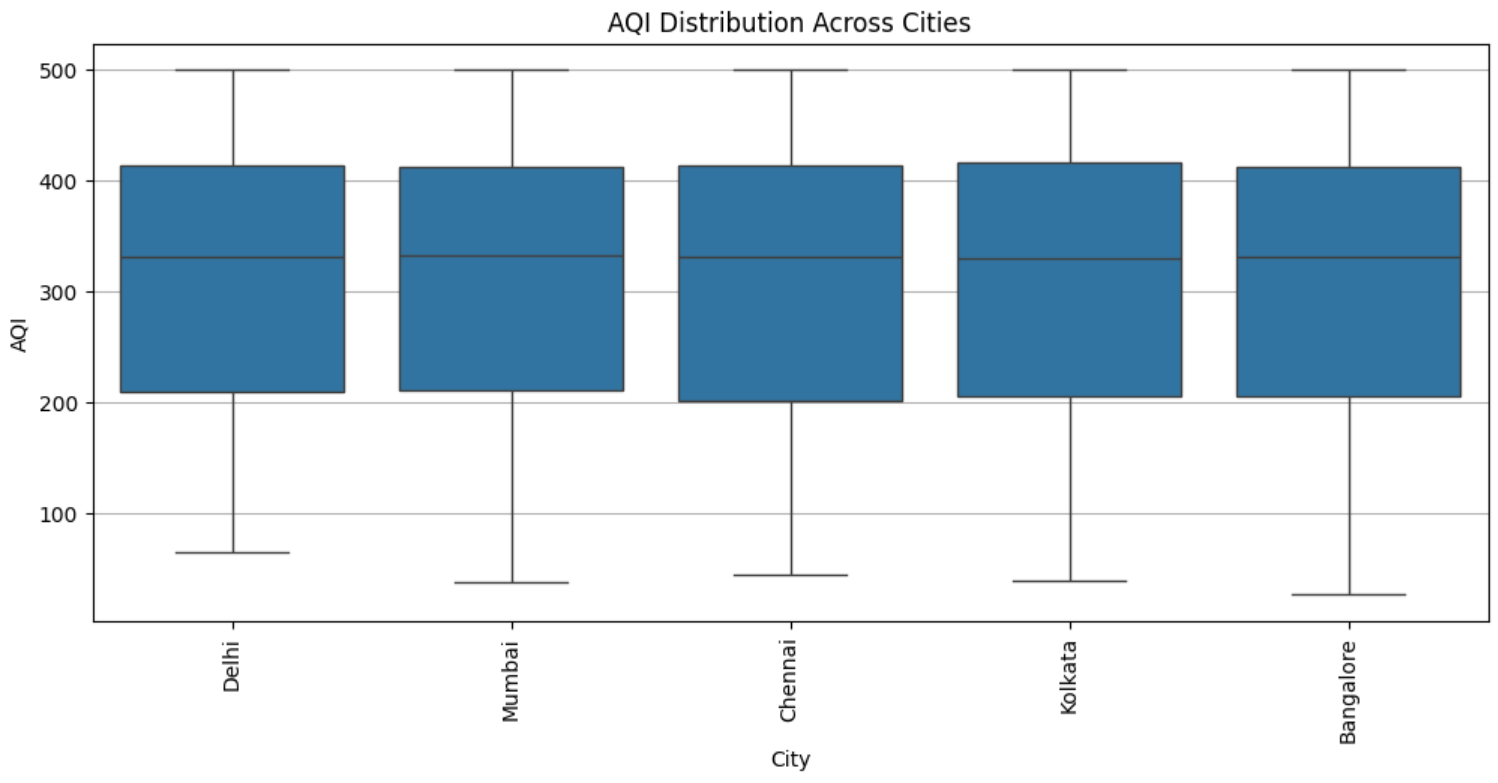 AQI Distribution Across Cities
500
400
300
200
100
AQI
Delhi
Mumbai
Chennai
Kolkata
Bangalore
City